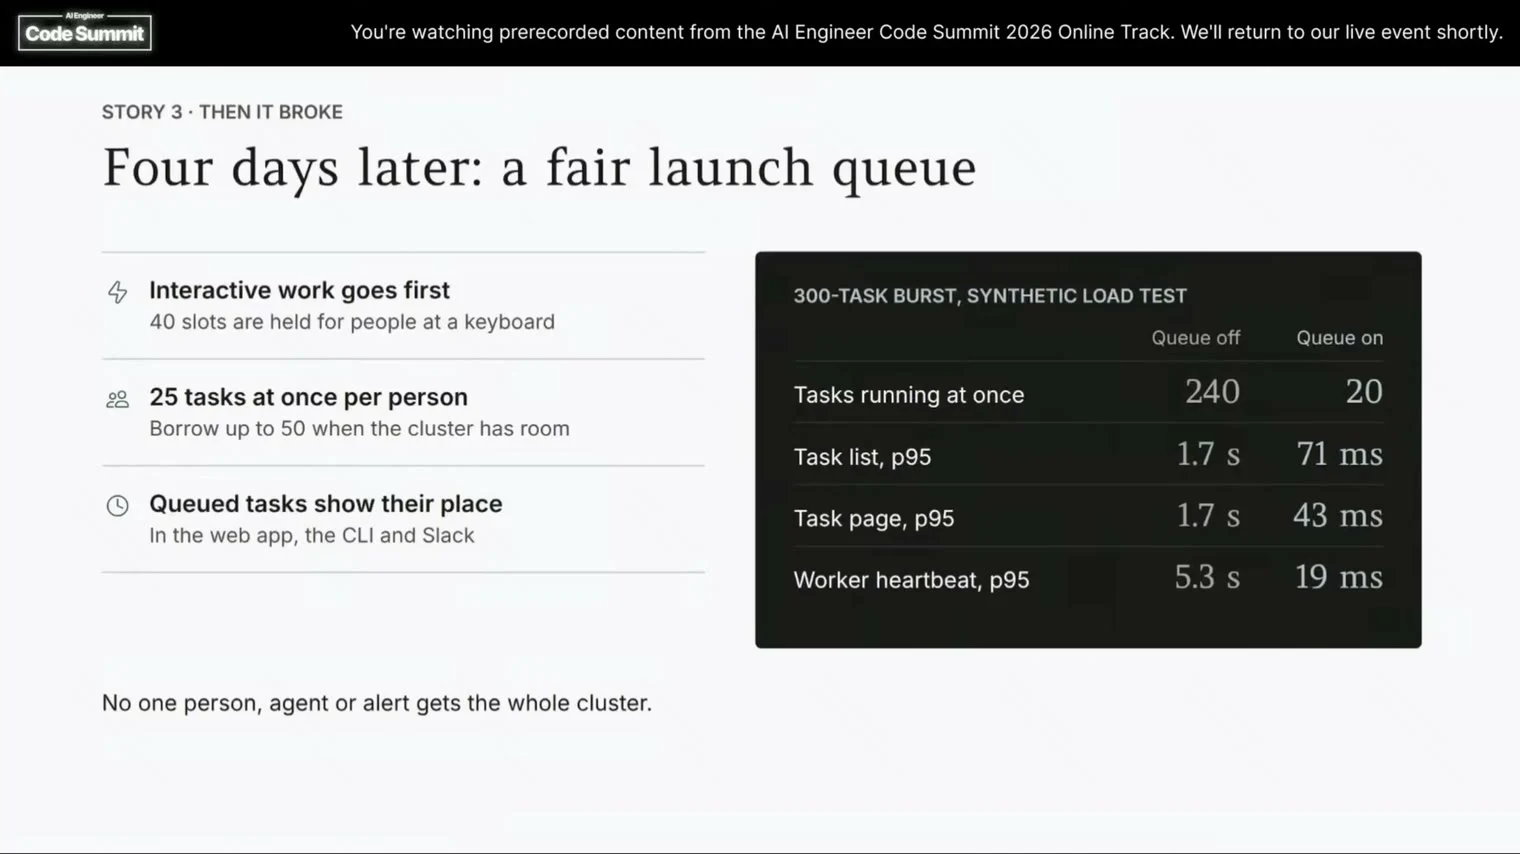 AI Engineer
Code Summit
You're watching prerecorded content from the AI Engineer Code Summit 2026 Online Track. We'll return to our live event shortly.
STORY 3 · THEN IT BROKE
Four days later: a fair launch queue
Interactive work goes first
40 slots are held for people at a keyboard
25 tasks at once per person
Borrow up to 50 when the cluster has room
Queued tasks show their place
In the web app, the CLI and Slack
300-TASK BURST, SYNTHETIC LOAD TEST
Queue off Queue on
Tasks running at once 240 20
Task list, p95 1.7 s 71 ms
Task page, p95 1.7 s 43 ms
Worker heartbeat, p95 5.3 s 19 ms
No one person, agent or alert gets the whole cluster.